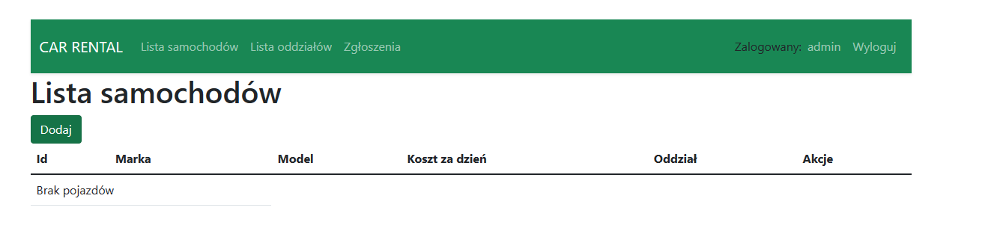 CAR RENTAL Lista samochodów Lista oddziałów Zgłoszenia Zalogowany: admin Wyloguj
Lista samochodów
Dodaj
Id Marka Model Koszt za dzień Oddział Akcje
Brak pojazdów